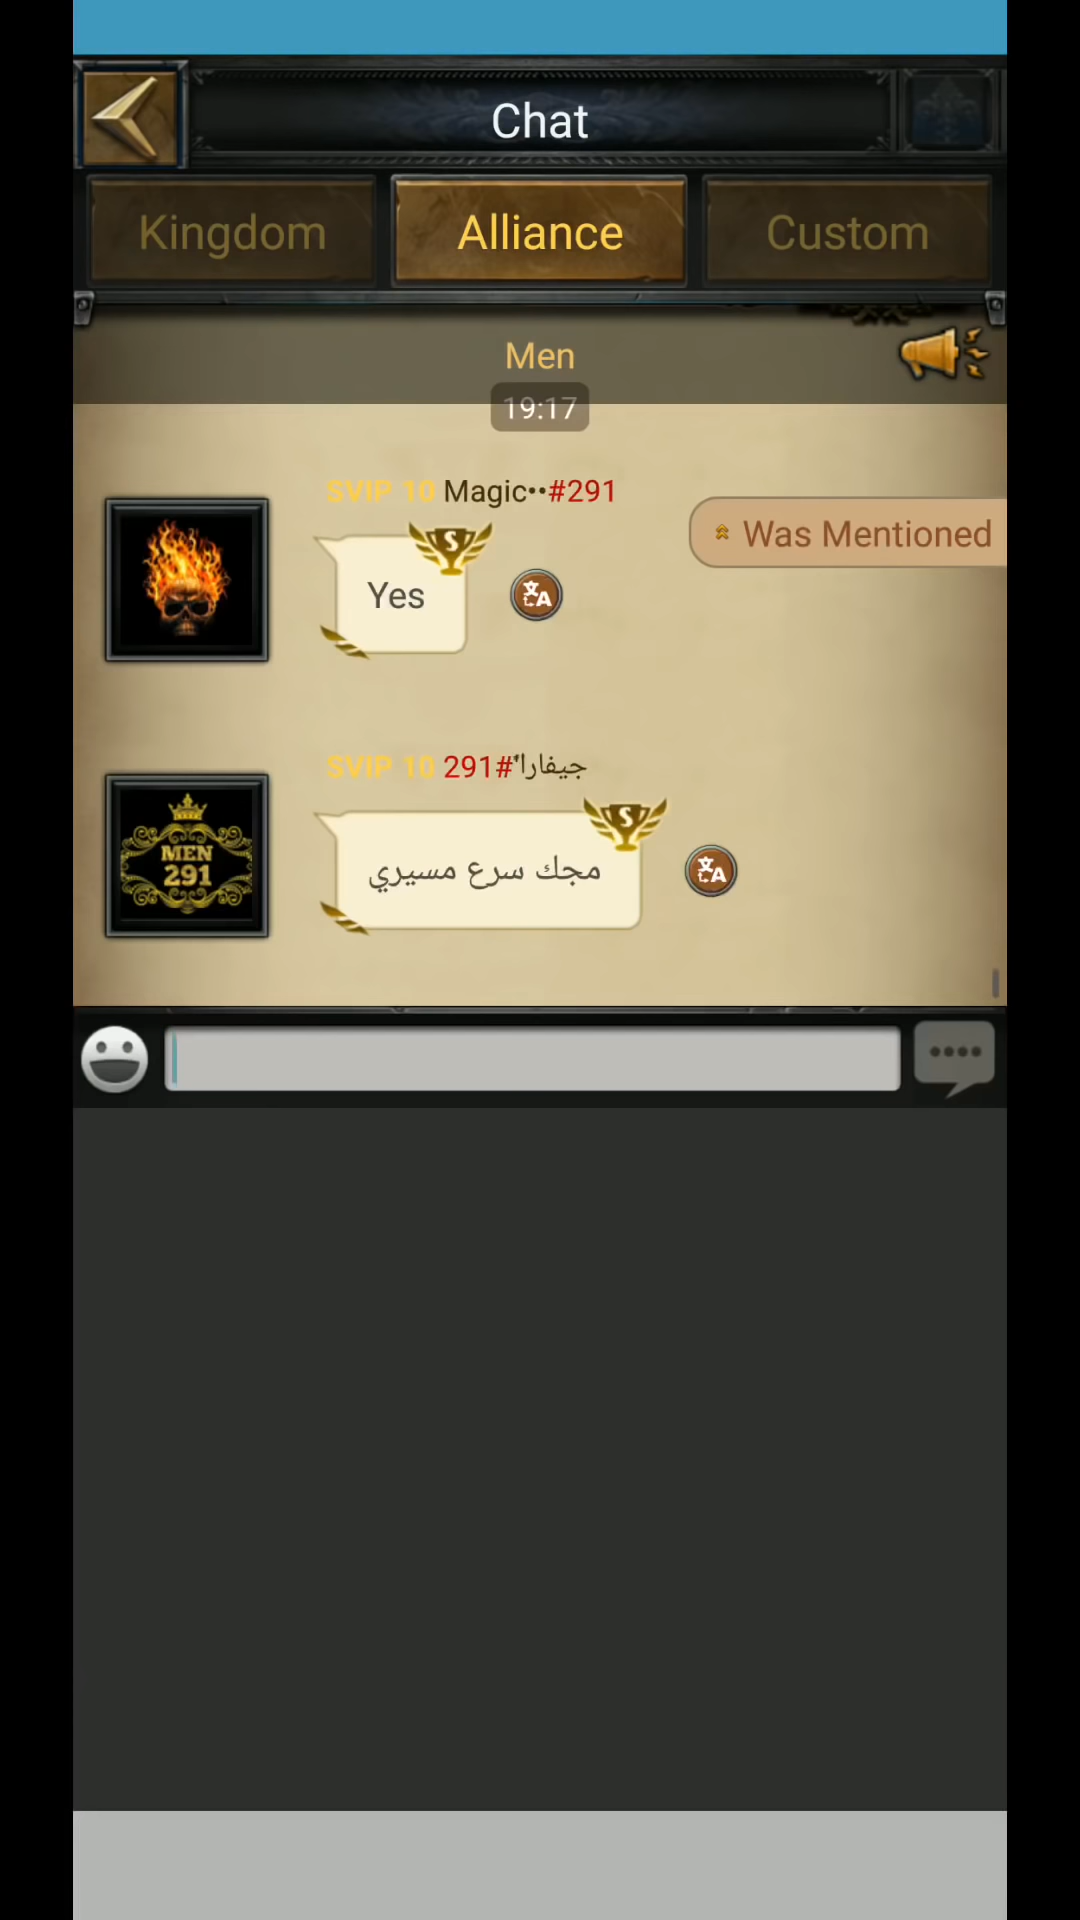 Chat
Kingdom
Alliance
Custom
Men
19:17
SVIP 10 Magic••#291
Was Mentioned
Yes
SVIP 10 جيفارا ֺ#291
MEN
291
مجك سرع مسيري